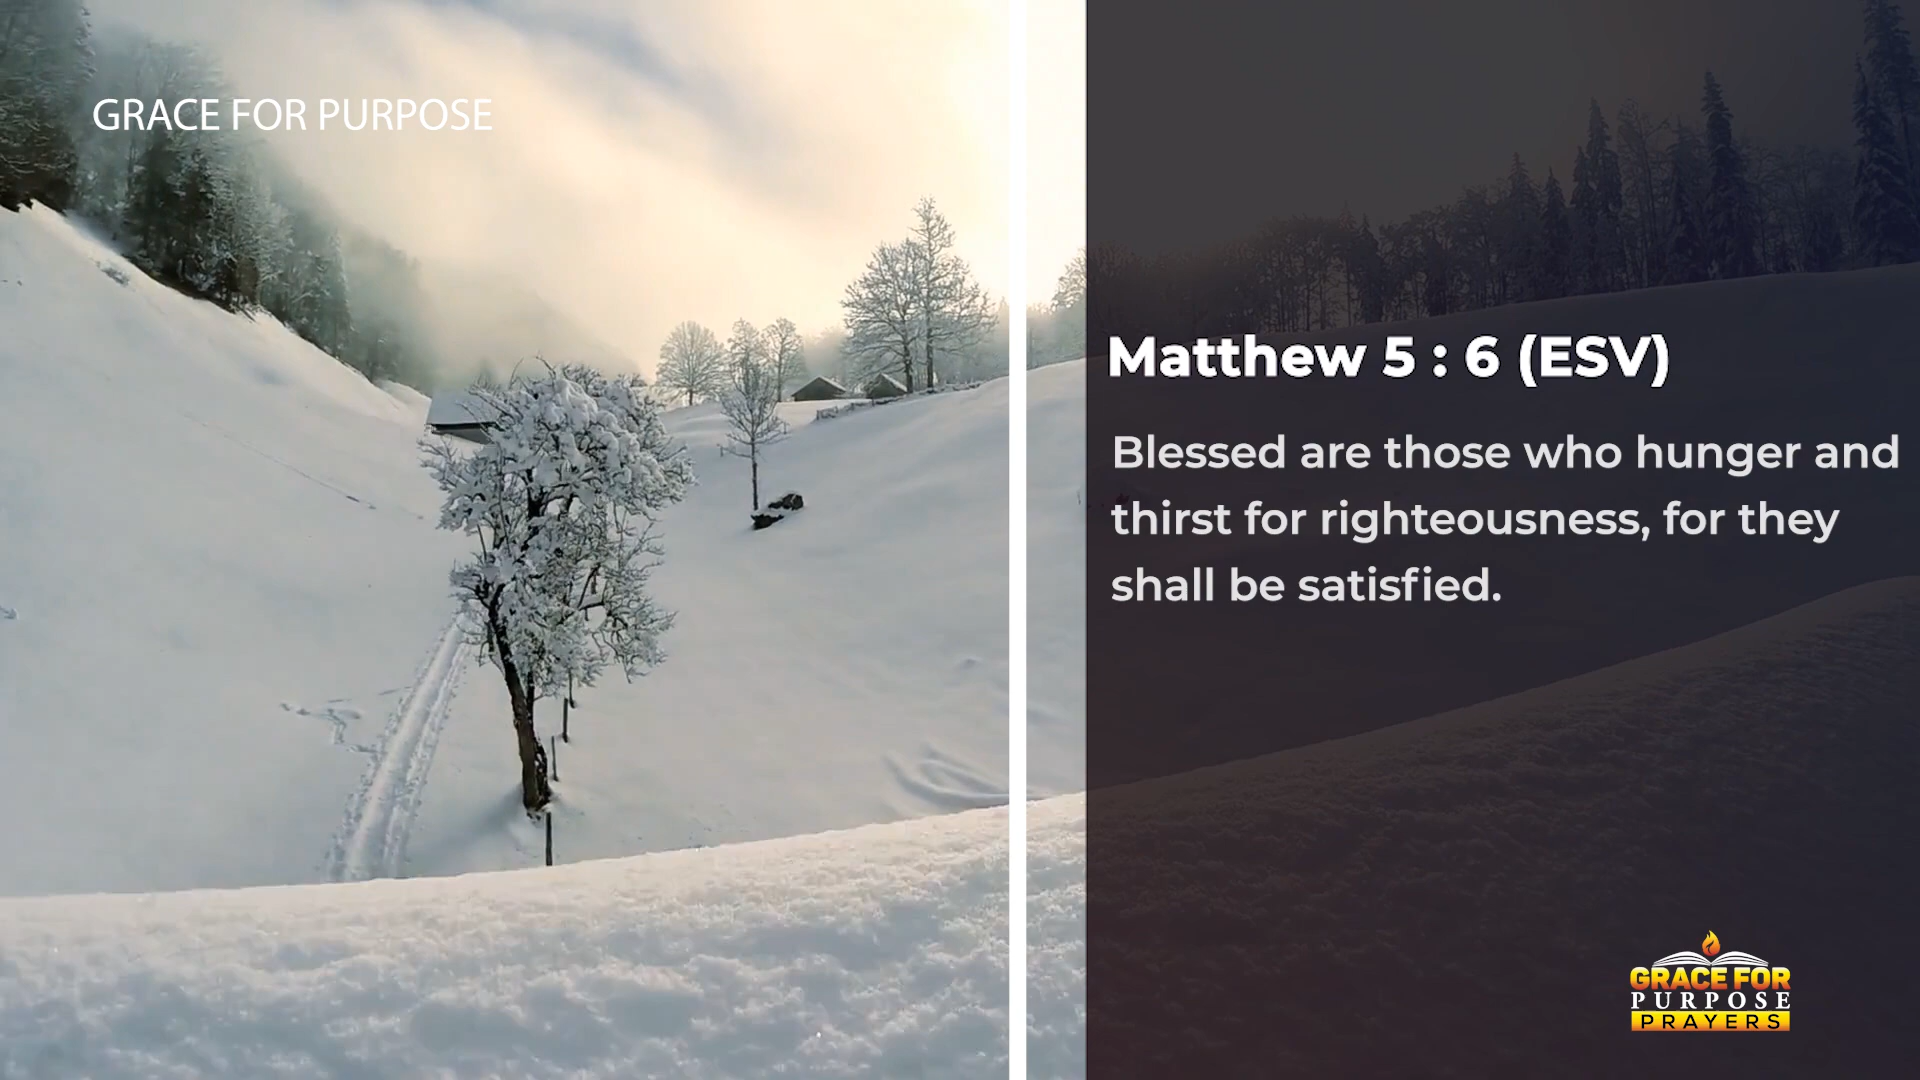 GRACE FOR PURPOSE
Matthew 5 : 6 (ESV)
Blessed are those who hunger and
thirst for righteousness, for they
shall be satisfied.
GRACE FOR
PURPOSE
PRAYERS